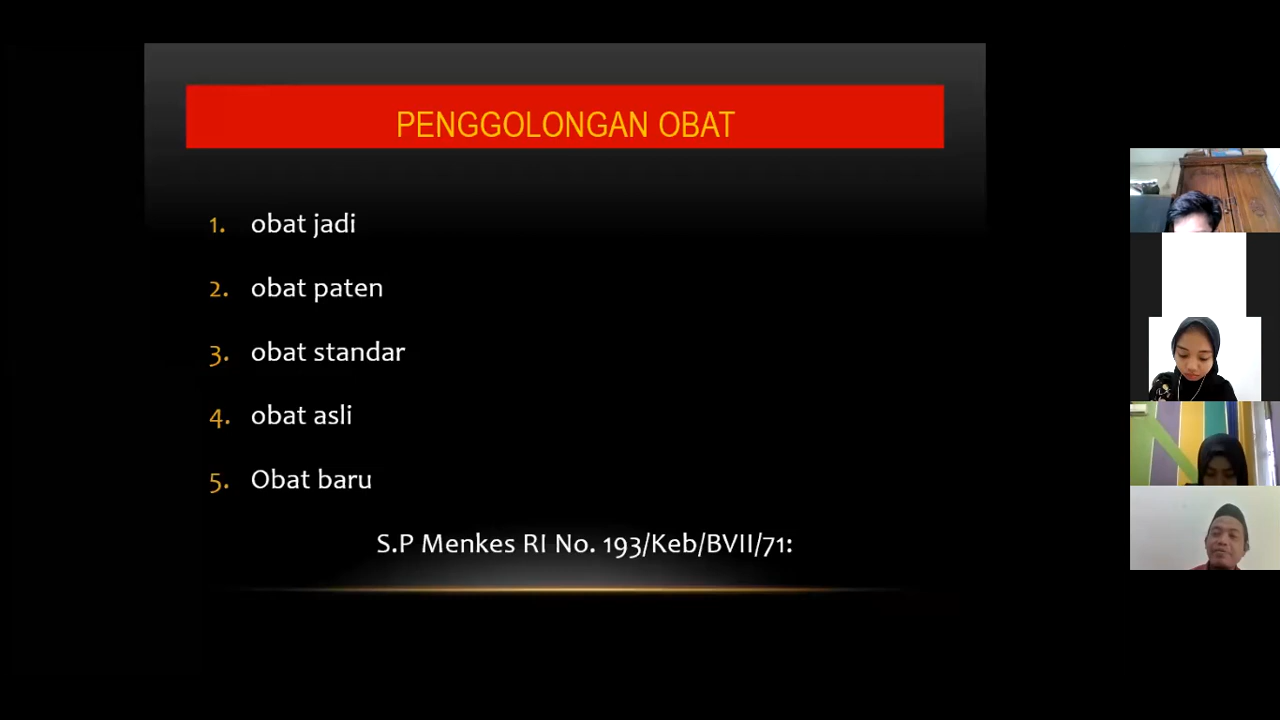 PENGGOLONGAN OBAT
1. obat jadi
2. obat paten
3. obat standar
4. obat asli
5. Obat baru
S.P Menkes RI No. 193/Keb/BVII/71: